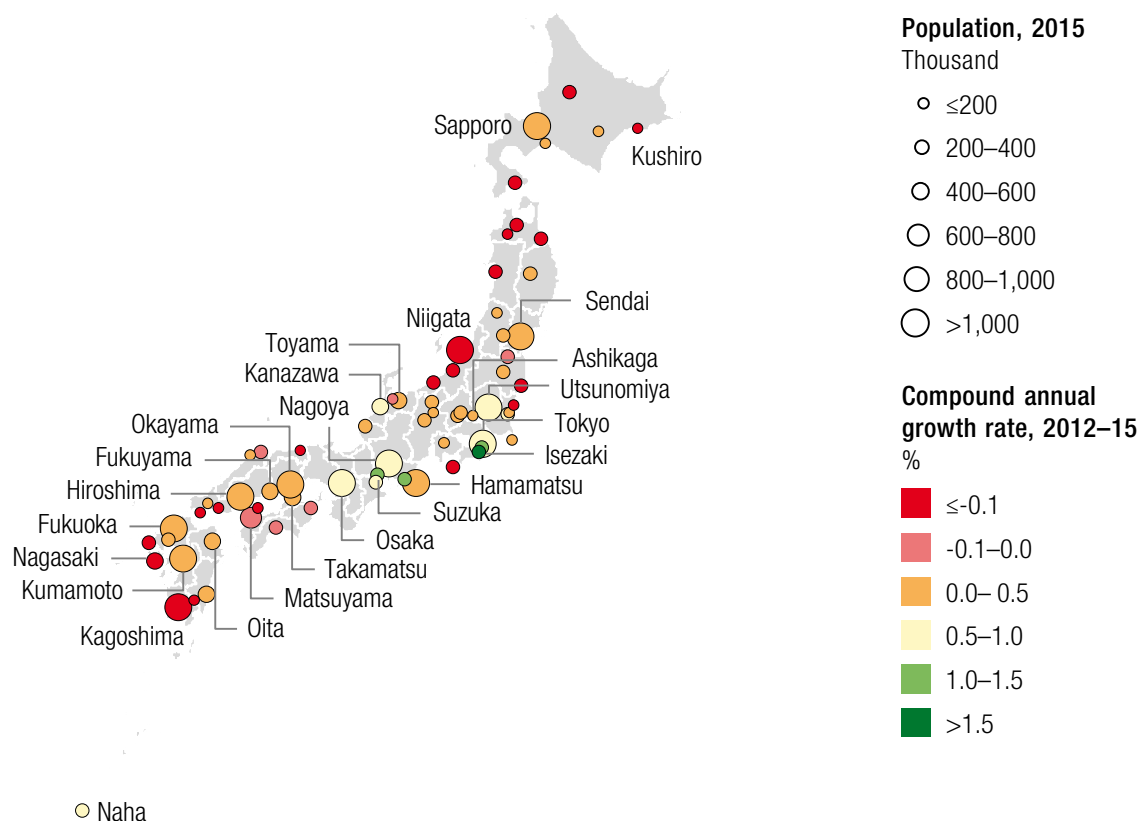 Sapporo
Kushiro
Sendai
Niigata
Toyama
Ashikaga
Kanazawa
Utsunomiya
Nagoya
Tokyo
Okayama
Isezaki
Fukuyama
Hiroshima
Hamamatsu
Suzuka
Fukuoka
Osaka
Nagasaki
Takamatsu
Kumamoto
Matsuyama
Kagoshima
Oita
Naha
Population, 2015
Thousand
≤200
200–400
400–600
600–800
800–1,000
>1,000
Compound annual
growth rate, 2012–15
%
≤-0.1
-0.1–0.0
0.0– 0.5
0.5–1.0
1.0–1.5
>1.5